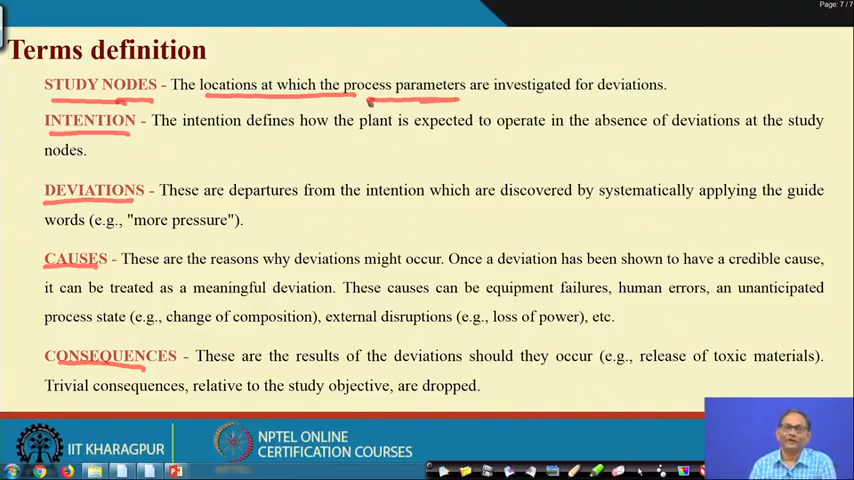 Page: 7 / 7
Terms definition
STUDY NODES - The locations at which the process parameters are investigated for deviations.
INTENTION - The intention defines how the plant is expected to operate in the absence of deviations at the study
nodes.
DEVIATIONS - These are departures from the intention which are discovered by systematically applying the guide
words (e.g., "more pressure").
CAUSES - These are the reasons why deviations might occur. Once a deviation has been shown to have a credible cause,
it can be treated as a meaningful deviation. These causes can be equipment failures, human errors, an unanticipated
process state (e.g., change of composition), external disruptions (e.g., loss of power), etc.
CONSEQUENCES - These are the results of the deviations should they occur (e.g., release of toxic materials).
Trivial consequences, relative to the study objective, are dropped.
IIT KHARAGPUR
NPTEL ONLINE
CERTIFICATION COURSES